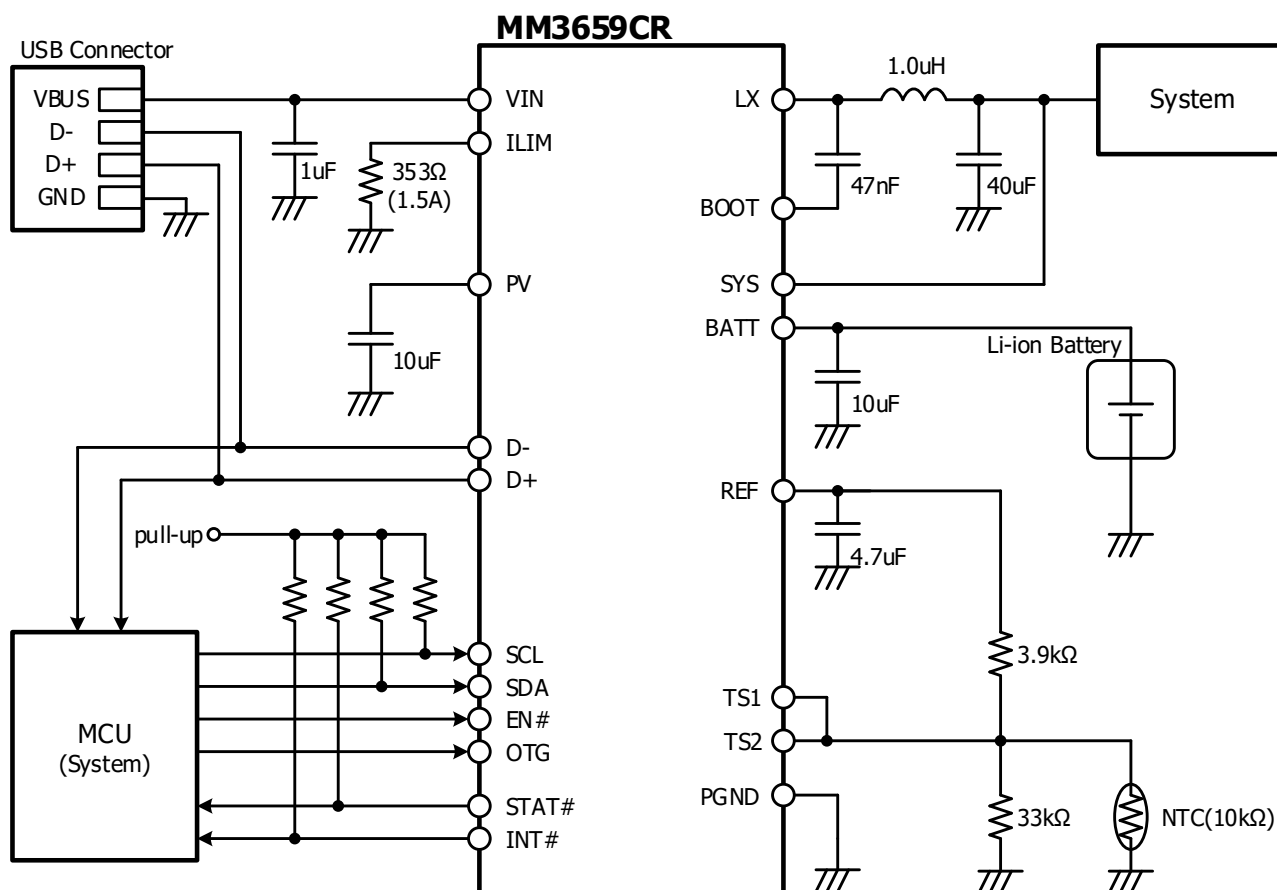 MM3659CR
USB Connector
VBUS
D-
D+
GND
1uF
353Ω
(1.5A)
10uF
pull-up
MCU
(System)
VIN
ILIM
PV
D-
D+
SCL
SDA
EN#
OTG
STAT#
INT#
LX
BOOT
SYS
BATT
REF
TS1
TS2
PGND
1.0uH
47nF
40uF
System
Li-ion Battery
10uF
4.7uF
3.9kΩ
33kΩ
NTC(10kΩ)